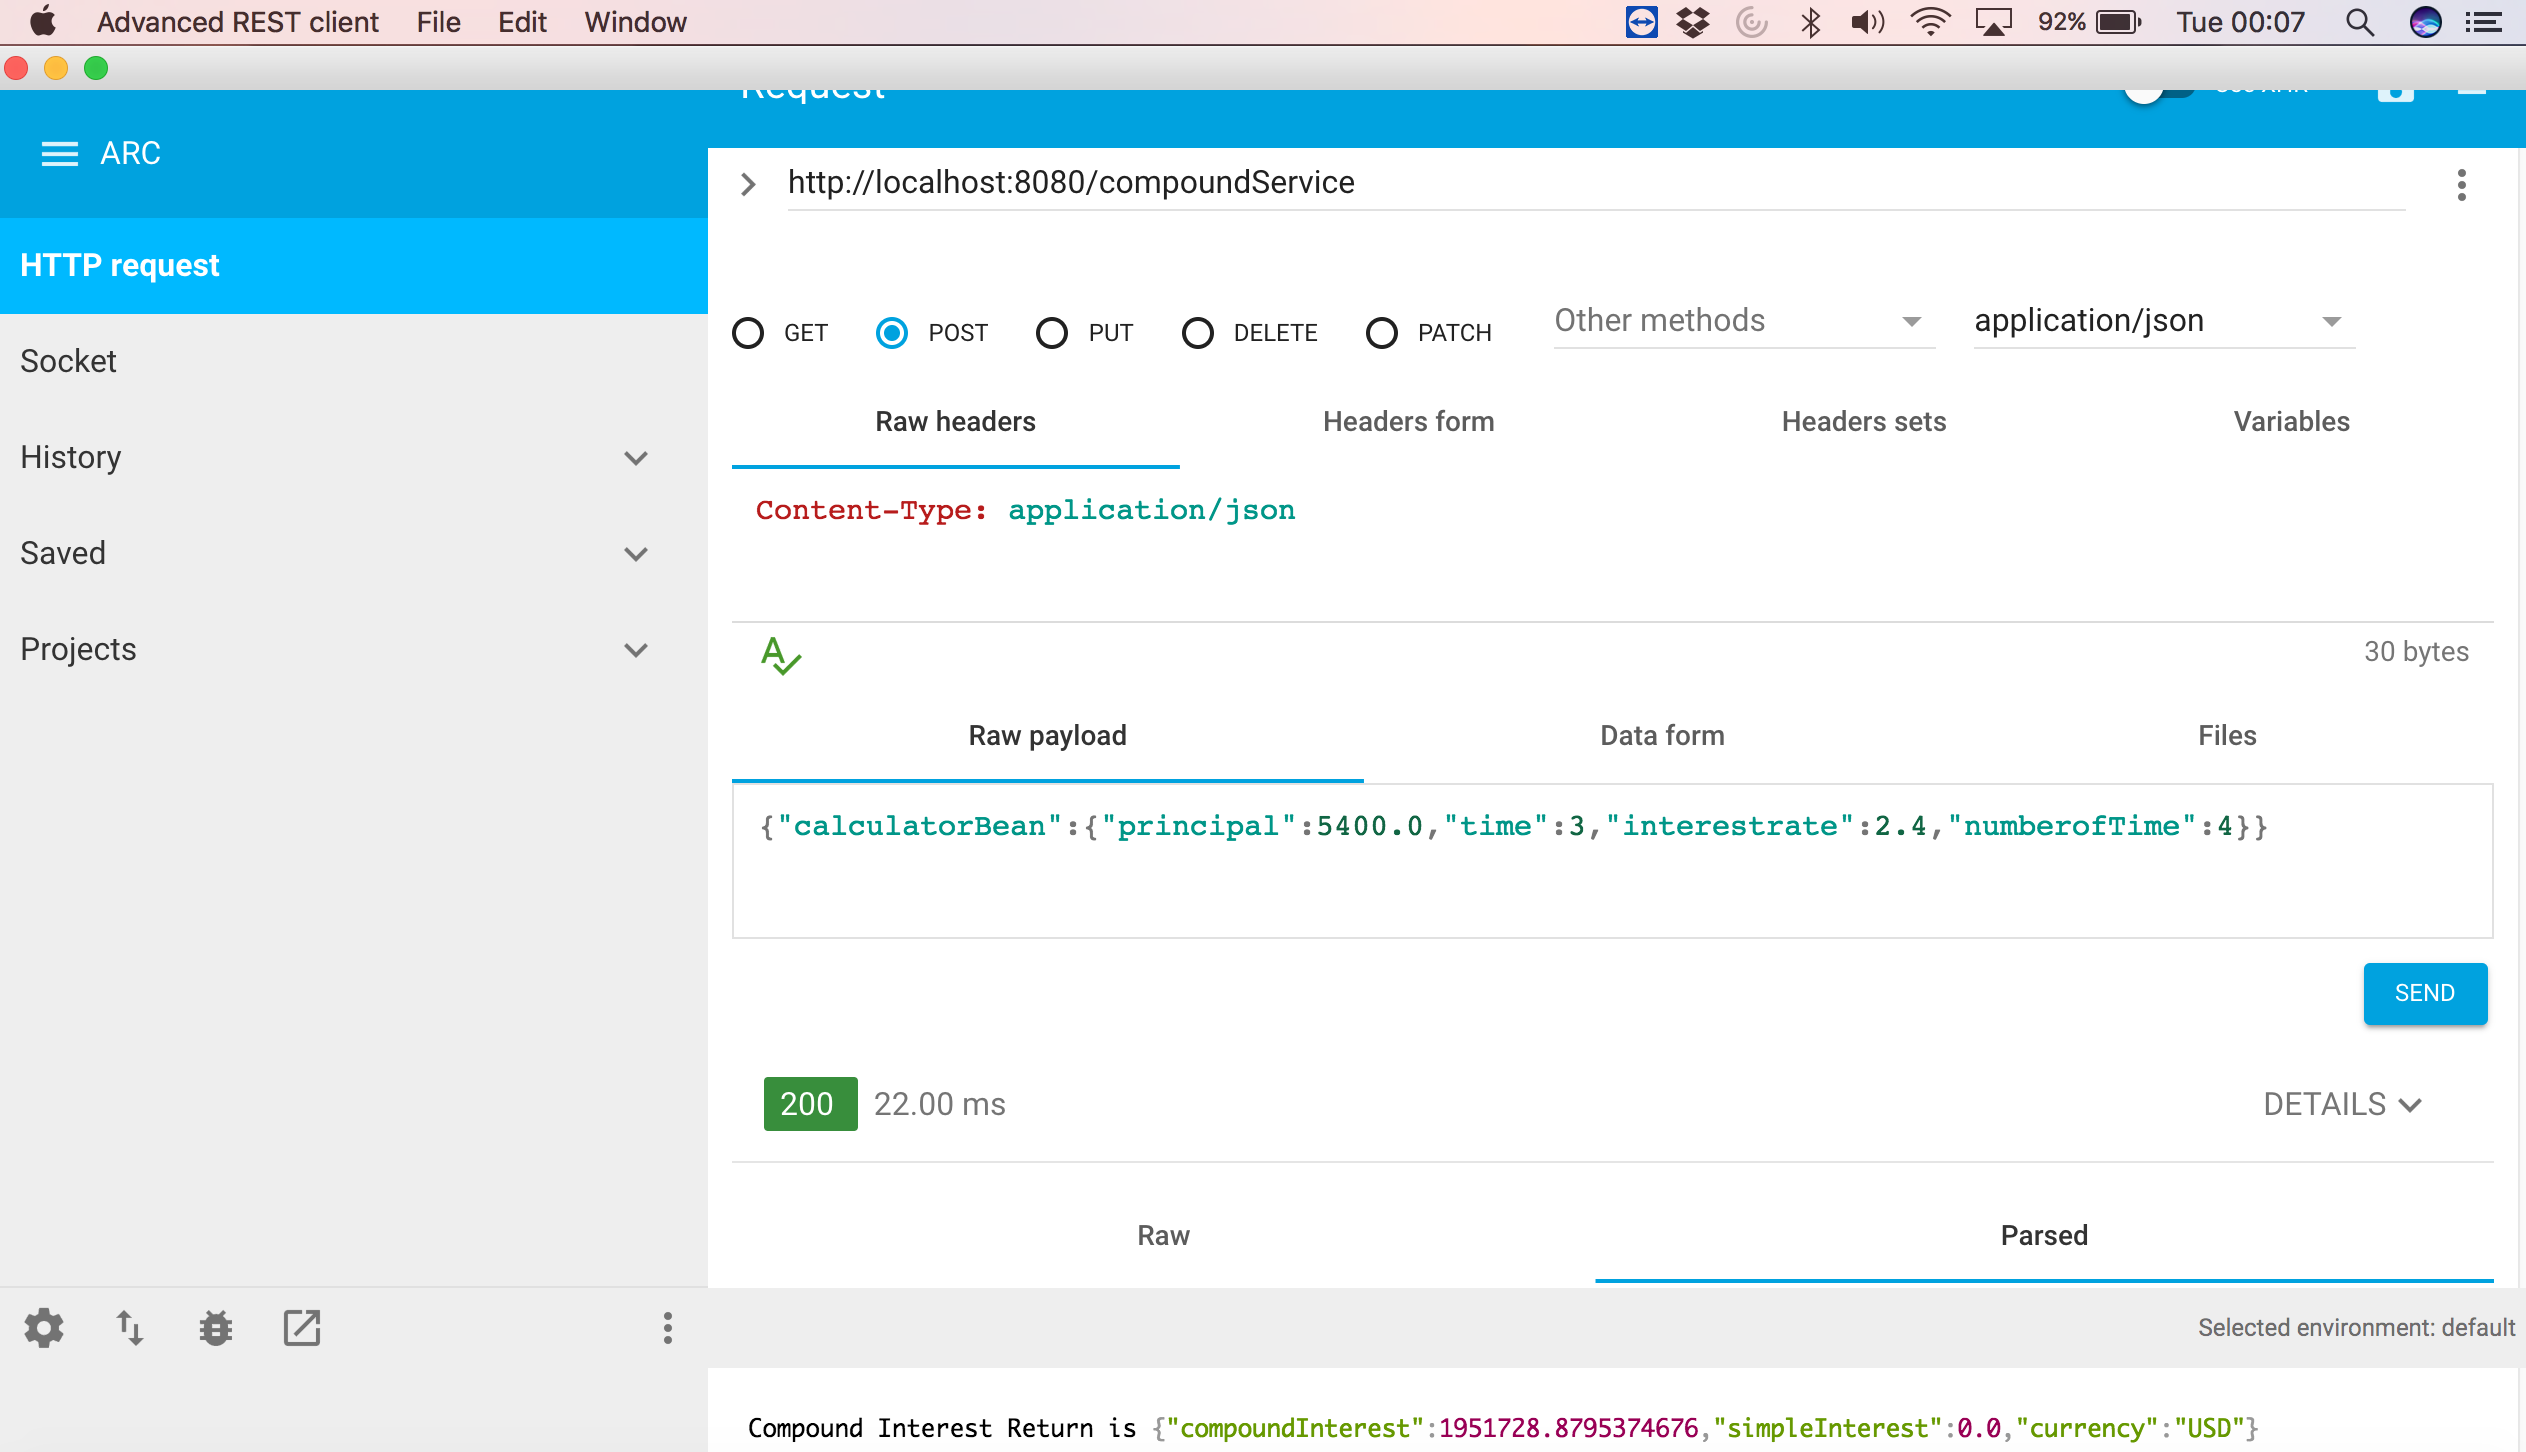 Advanced REST client File Edit Window 92% Tue 00:07
Request
ARC
http://localhost:8080/compoundService
HTTP request
GET POST PUT DELETE PATCH Other methods application/json
Socket
Raw headers Headers form Headers sets Variables
History
Content-Type: application/json
Saved
Projects
30 bytes
Raw payload Data form Files
{"calculatorBean":{"principal":5400.0,"time":3,"interestrate":2.4,"numberofTime":4}}
SEND
200 22.00 ms DETAILS
Raw Parsed
Selected environment: default
Compound Interest Return is {"compoundInterest":1951728.8795374676,"simpleInterest":0.0,"currency":"USD"}